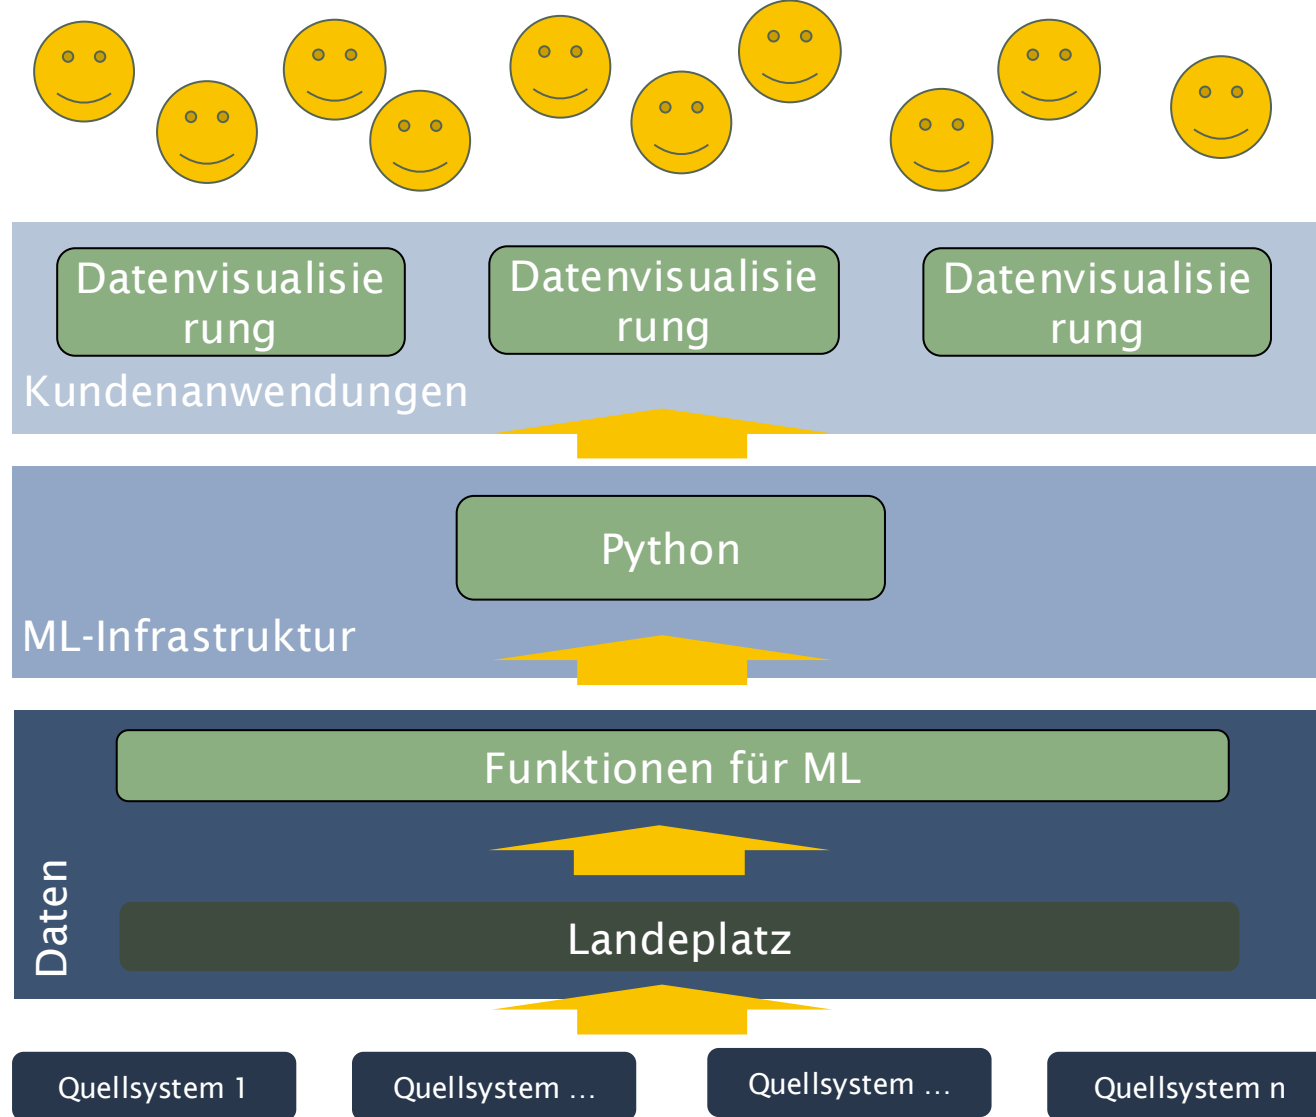 Datenvisualisie
rung
Datenvisualisie
rung
Datenvisualisie
rung
Kundenanwendungen
Python
ML-Infrastruktur
Funktionen für ML
Daten
Landeplatz
Quellsystem 1
Quellsystem ...
Quellsystem ...
Quellsystem n